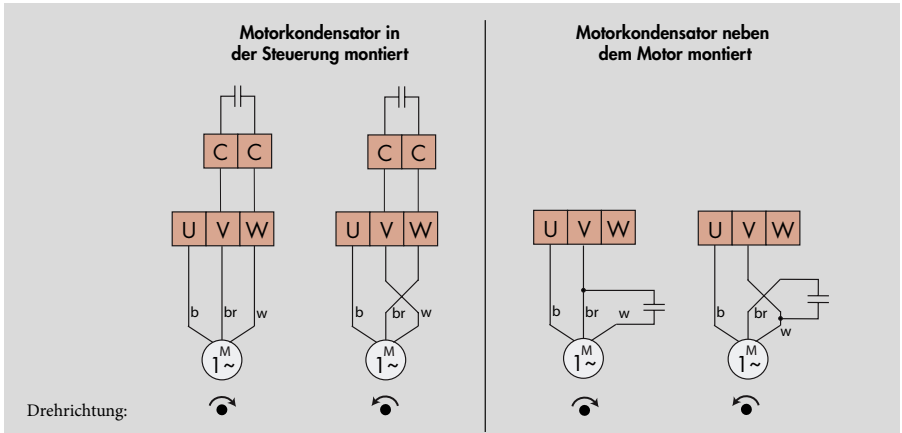 Motorkondensator in
der Steuerung montiert
Motorkondensator neben
dem Motor montiert
C C
C C
U V W
U V W
U V W
U V W
b br w
b br w
b br w
b br w
M
1~
M
1~
M
1~
M
1~
Drehrichtung: